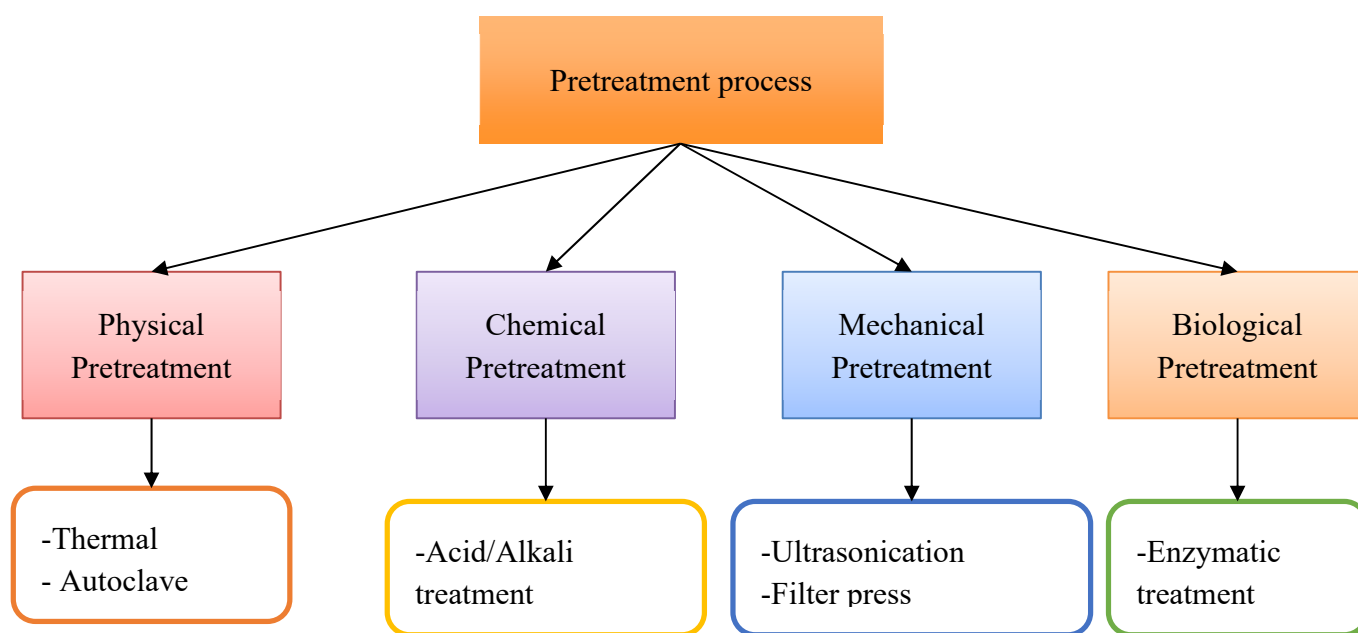 Pretreatment process
Physical
Pretreatment
Chemical
Pretreatment
Mechanical
Pretreatment
Biological
Pretreatment
-Thermal
- Autoclave
-Acid/Alkali
treatment
-Ultrasonication
-Filter press
-Enzymatic
treatment